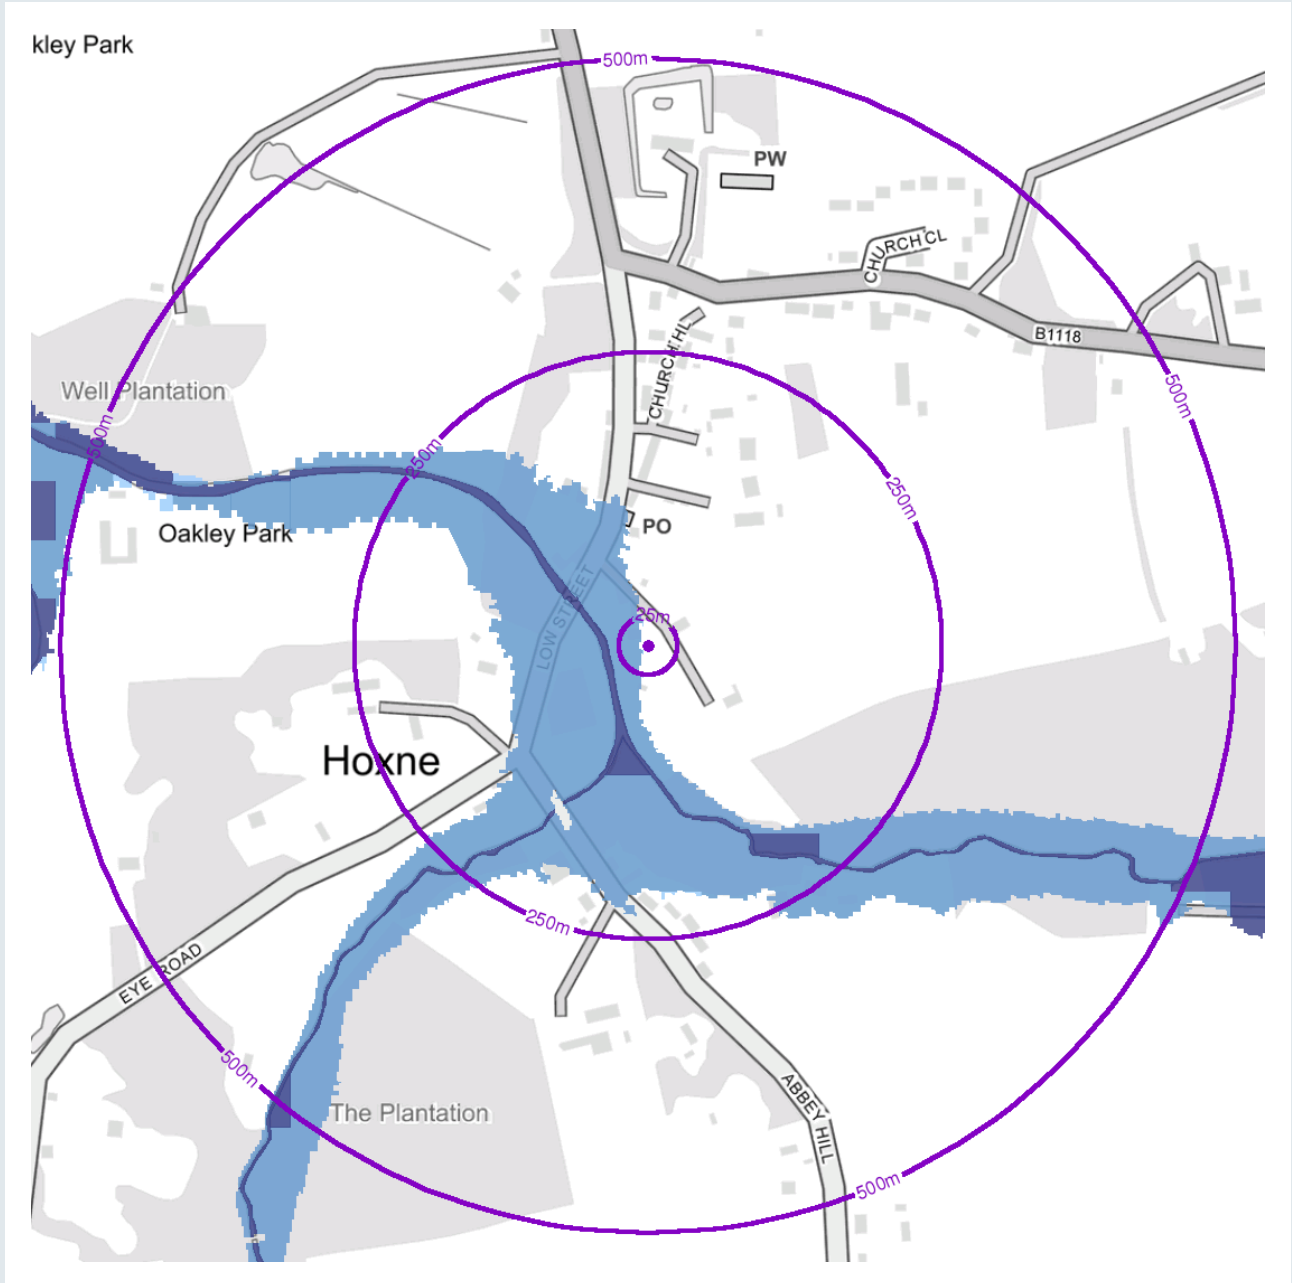 kley Park
500m
PW
CHURCH CL
B1118
CHURCH HL
Well Plantation
500m
500m
250m
250m
Oakley Park
PO
LOW STREET
25m
Hoxne
250m
EYE ROAD
500m
The Plantation
ABBEY HILL
500m